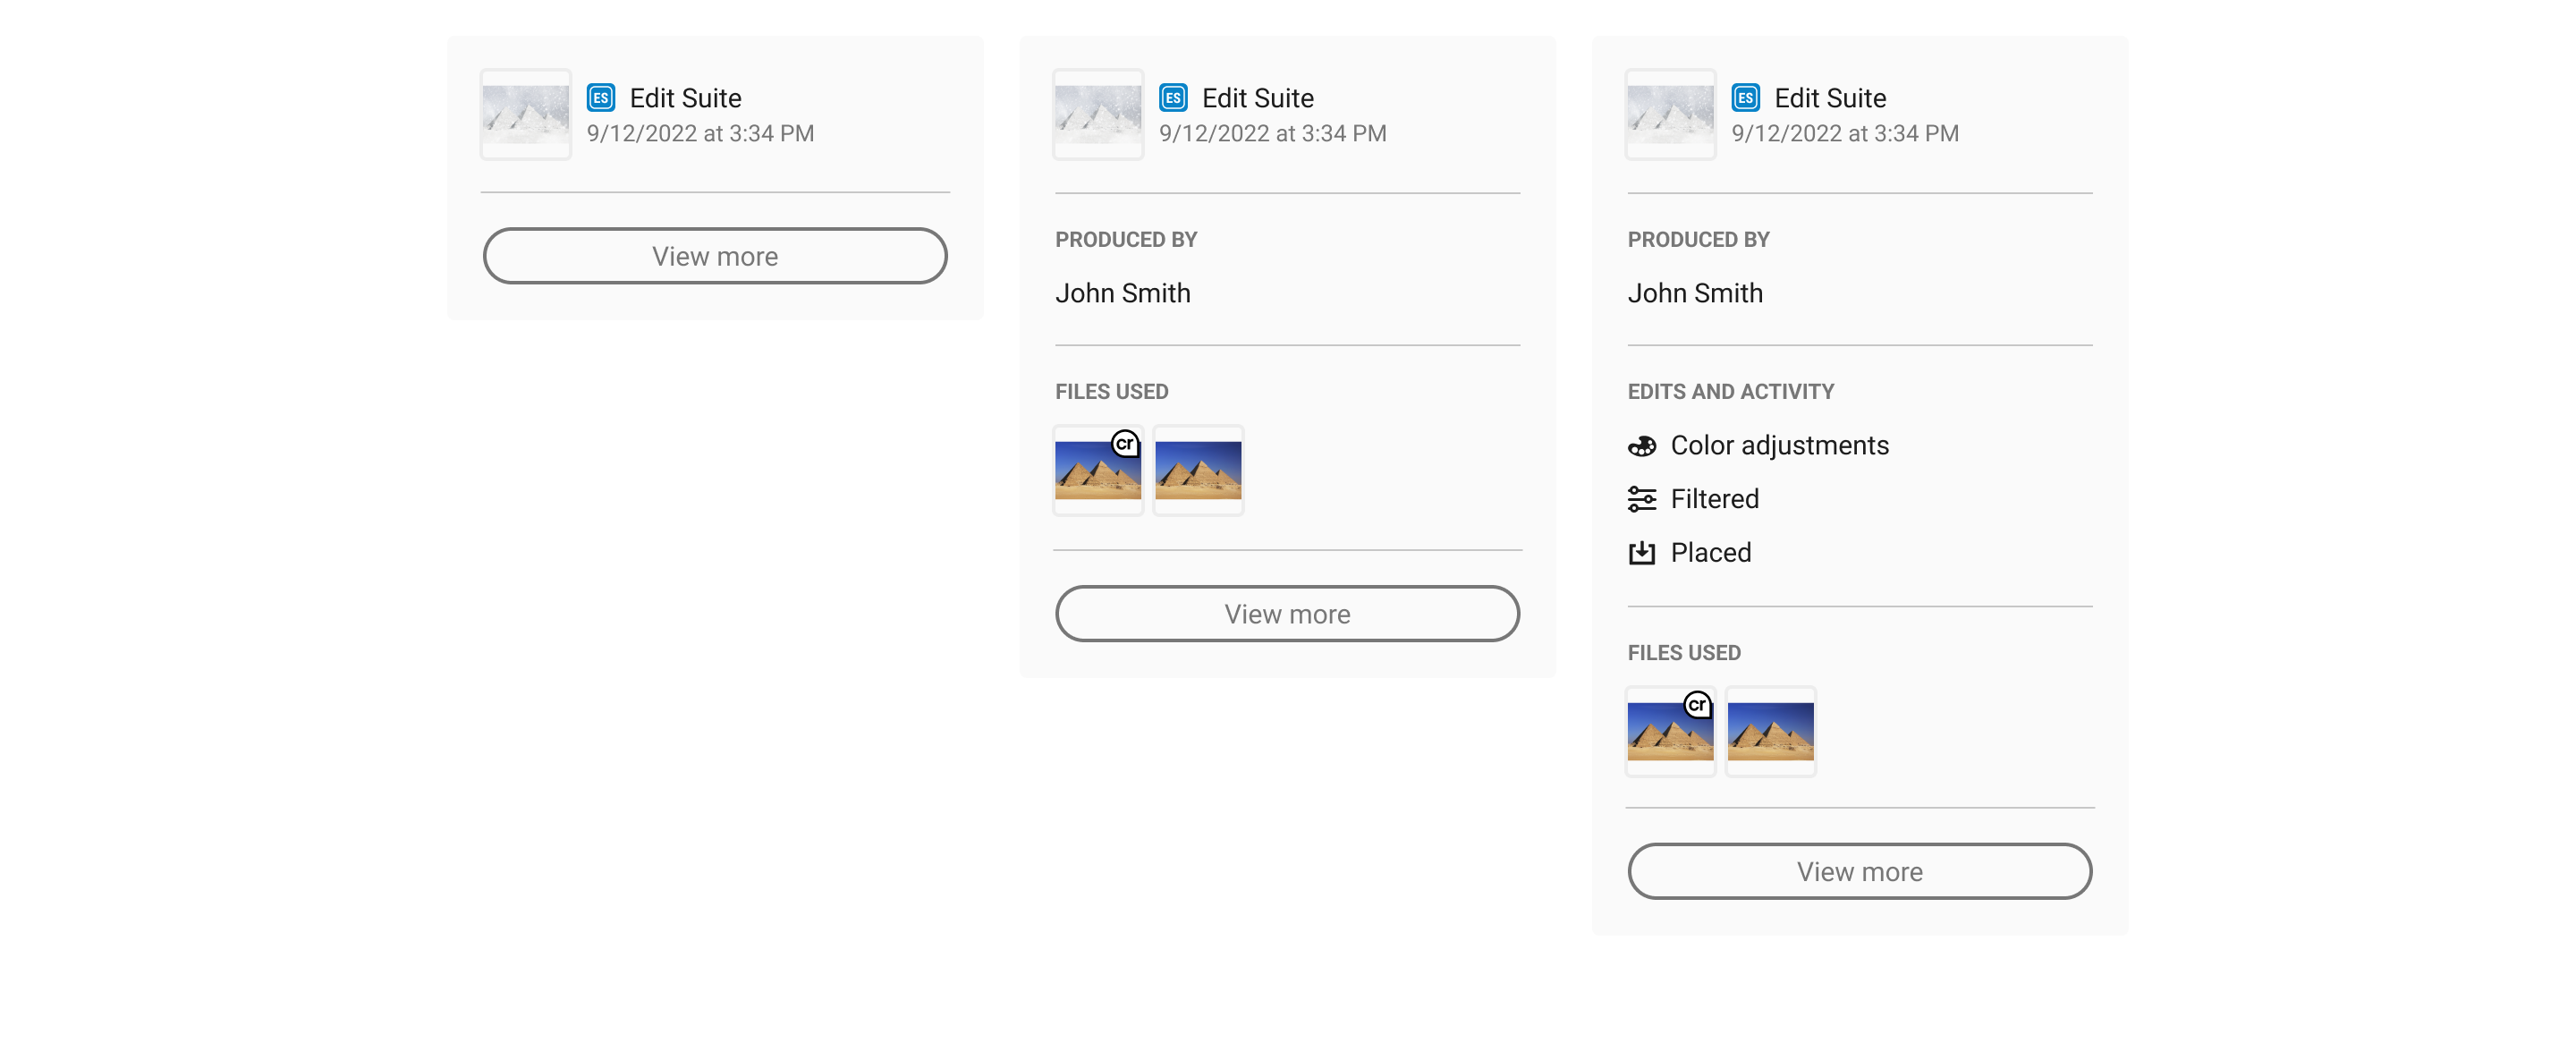 ES Edit Suite
9/12/2022 at 3:34 PM
View more
ES Edit Suite
9/12/2022 at 3:34 PM
PRODUCED BY
John Smith
FILES USED
cr
View more
ES Edit Suite
9/12/2022 at 3:34 PM
PRODUCED BY
John Smith
EDITS AND ACTIVITY
Color adjustments
Filtered
Placed
FILES USED
cr
View more